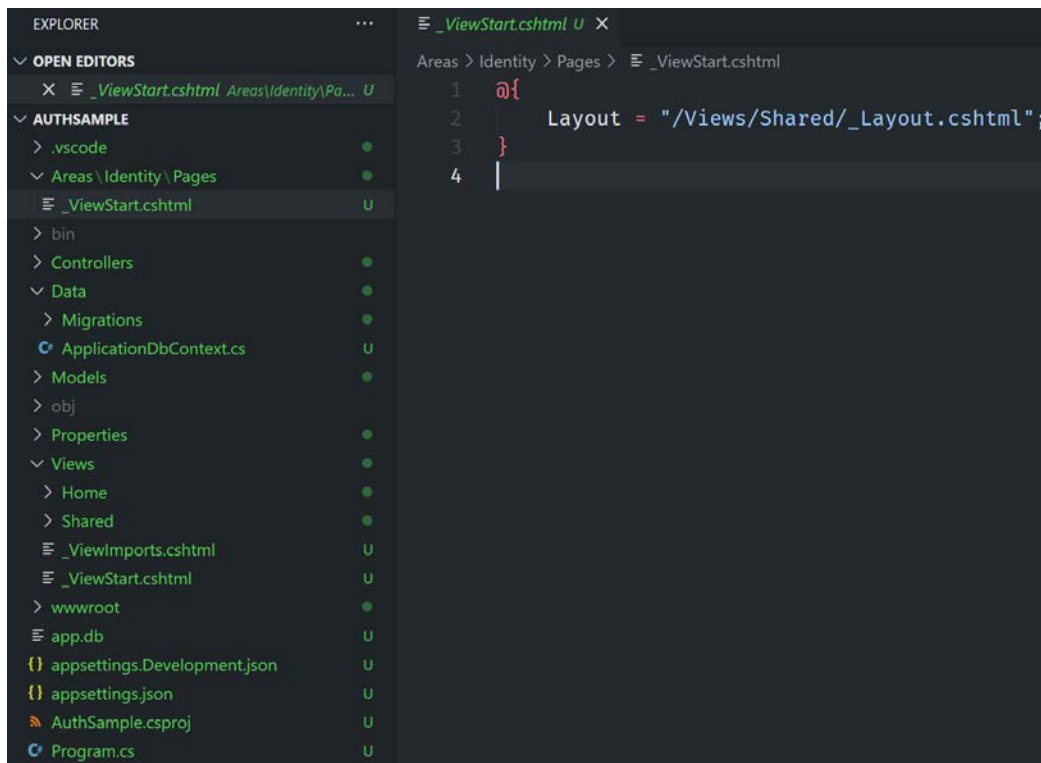 EXPLORER ...
OPEN EDITORS
_ViewStart.cshtml Areas\Identity\Pa... U
AUTHSAMPLE
.vscode
Areas\Identity\Pages
_ViewStart.cshtml U
bin
Controllers
Data
Migrations
ApplicationDbContext.cs U
Models
obj
Properties
Views
Home
Shared
_ViewImports.cshtml U
_ViewStart.cshtml U
wwwroot
app.db U
{} appsettings.Development.json U
{} appsettings.json U
AuthSample.csproj U
C# Program.cs U
_ViewStart.cshtml U
Areas > Identity > Pages > _ViewStart.cshtml
1 @{
2 Layout = "/Views/Shared/_Layout.cshtml";
3 }
4